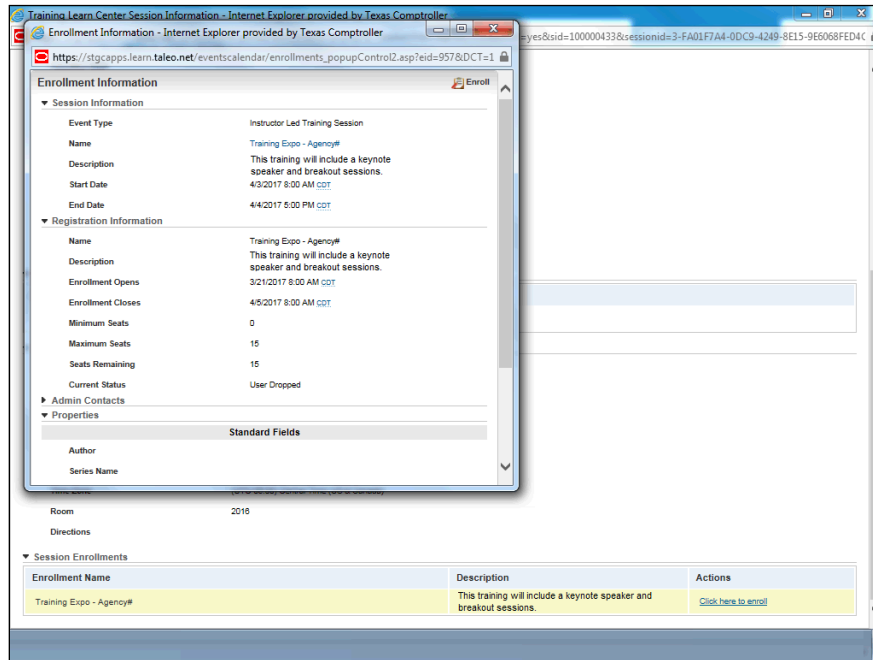 Training Learn Center Session Information - Internet Explorer provided by Texas Comptroller
Enrollment Information - Internet Explorer provided by Texas Comptroller
=yes&sid=100000433&sessionid=3-FA01F7A4-0DC9-4249-8E15-9E6068FED4C
https://stgcapps.learn.taleo.net/eventscalendar/enrollments_popupControl2.asp?eid=957&DCT=1
Enrollment Information
Enroll
Session Information
Event Type Instructor Led Training Session
Name Training Expo - Agency#
Description This training will include a keynote
speaker and breakout sessions.
Start Date 4/3/2017 8:00 AM CDT
End Date 4/4/2017 5:00 PM CDT
Registration Information
Name Training Expo - Agency#
Description This training will include a keynote
speaker and breakout sessions.
Enrollment Opens 3/21/2017 8:00 AM CDT
Enrollment Closes 4/5/2017 8:00 AM CDT
Minimum Seats 0
Maximum Seats 15
Seats Remaining 15
Current Status User Dropped
Admin Contacts
Properties
Standard Fields
Author
Series Name
Room 2016
Directions
Session Enrollments
Enrollment Name Description Actions
Training Expo - Agency# This training will include a keynote speaker and
breakout sessions. Click here to enroll